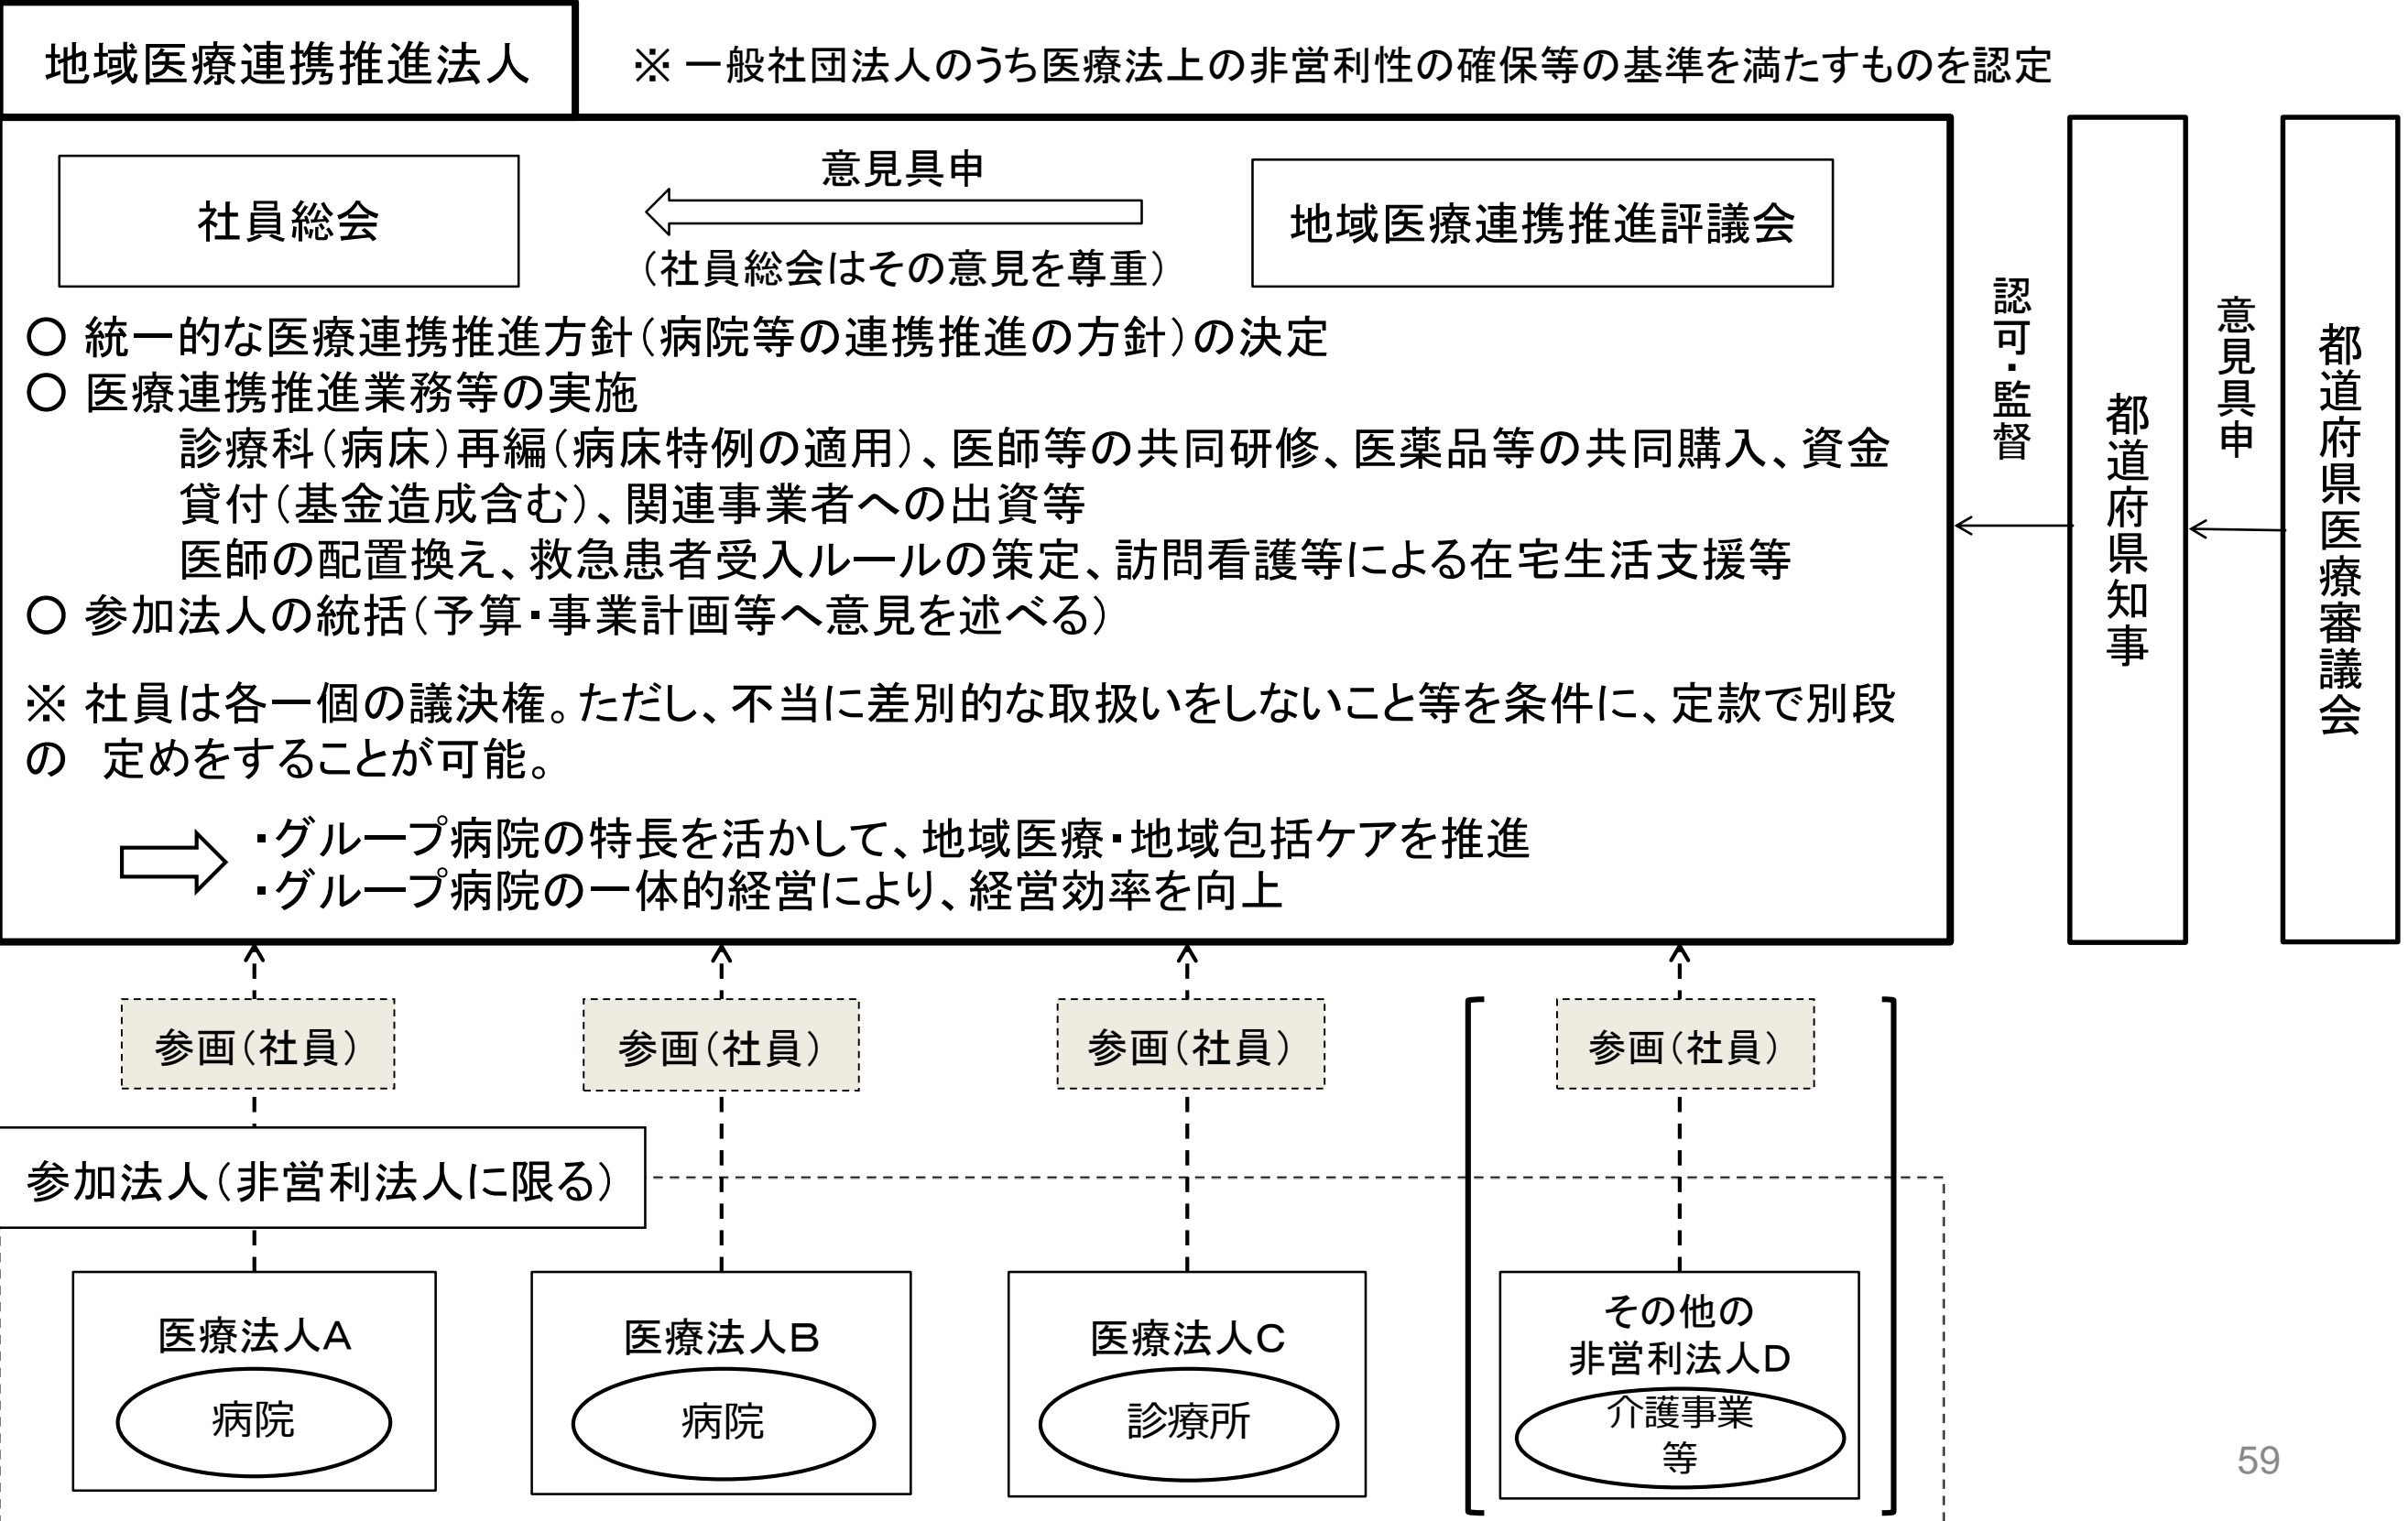 地域医療連携推進法人
※ 一般社団法人のうち医療法上の非営利性の確保等の基準を満たすものを認定
社員総会
意見具申
（社員総会はその意見を尊重）
地域医療連携推進評議会
○ 統一的な医療連携推進方針（病院等の連携推進の方針）の決定
○ 医療連携推進業務等の実施
診療科（病床）再編（病床特例の適用）、医師等の共同研修、医薬品等の共同購入、資金
貸付（基金造成含む）、関連事業者への出資等
医師の配置換え、救急患者受入ルールの策定、訪問看護等による在宅生活支援等
○ 参加法人の統括（予算・事業計画等へ意見を述べる）
※ 社員は各一個の議決権。ただし、不当に差別的な取扱いをしないこと等を条件に、定款で別段
の　定めをすることが可能。
・グループ病院の特長を活かして、地域医療・地域包括ケアを推進
・グループ病院の一体的経営により、経営効率を向上
認可・監督
都道府県知事
意見具申
都道府県医療審議会
参画（社員）
参画（社員）
参画（社員）
参画（社員）
参加法人（非営利法人に限る）
医療法人Ａ
病院
医療法人Ｂ
病院
医療法人Ｃ
診療所
その他の
非営利法人Ｄ
介護事業
等
59